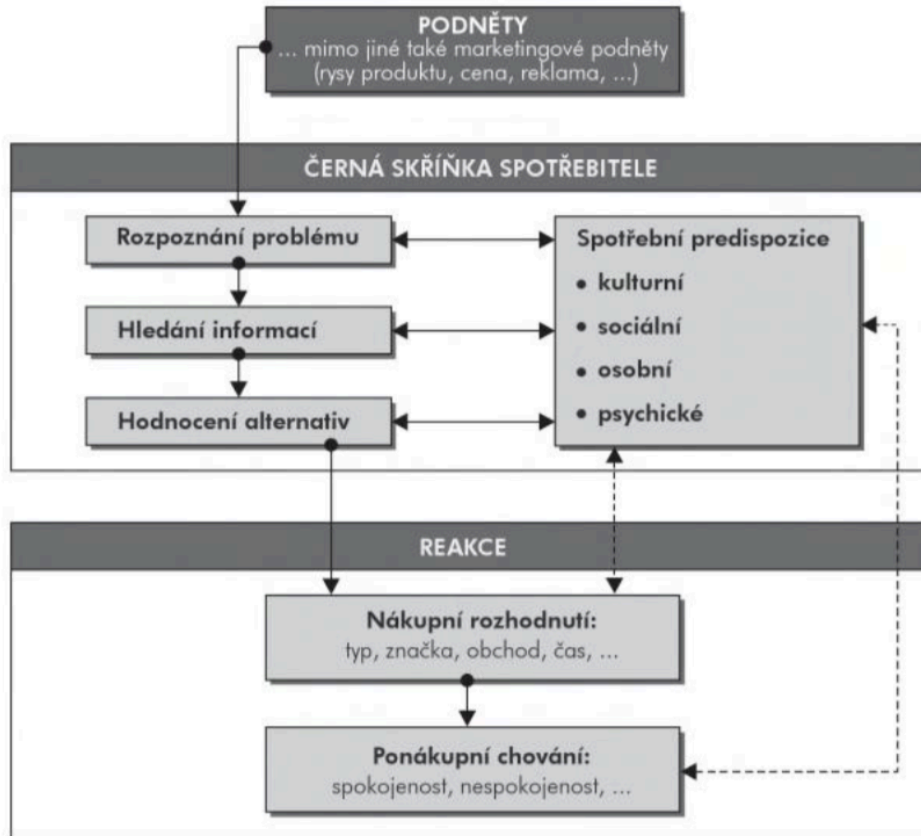 PODNĚTY
... mimo jiné také marketingové podněty
(rysy produktu, cena, reklama, ...)
ČERNÁ SKŘÍŇKA SPOTŘEBITELE
Rozpoznání problému
Hledání informací
Hodnocení alternativ
Spotřební predispozice
• kulturní
• sociální
• osobní
• psychické
REAKCE
Nákupní rozhodnutí:
typ, značka, obchod, čas, ...
Ponákupní chování:
spokojenost, nespokojenost, ...